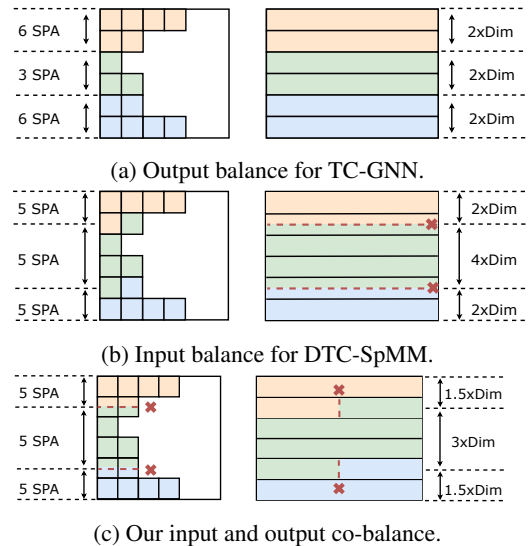 6 SPA
2xDim
3 SPA
2xDim
6 SPA
2xDim
(a) Output balance for TC-GNN.
5 SPA
2xDim
5 SPA
4xDim
5 SPA
2xDim
(b) Input balance for DTC-SpMM.
5 SPA
1.5xDim
5 SPA
3xDim
5 SPA
1.5xDim
(c) Our input and output co-balance.